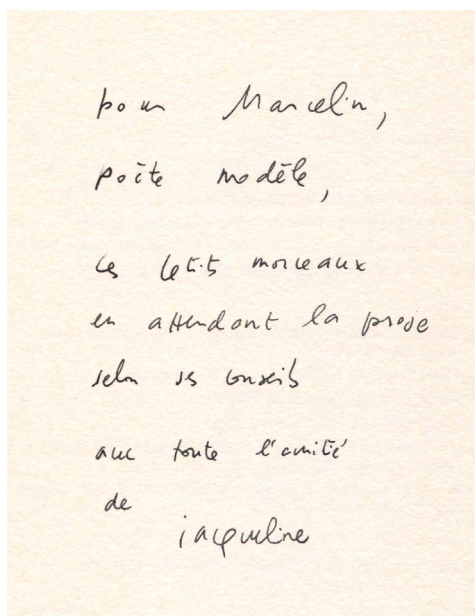 pour Marcelin,
poète modèle,
ces petits morceaux
en attendant la prose
selon ses conseils
avec toute l'amitié
de
jacqueline